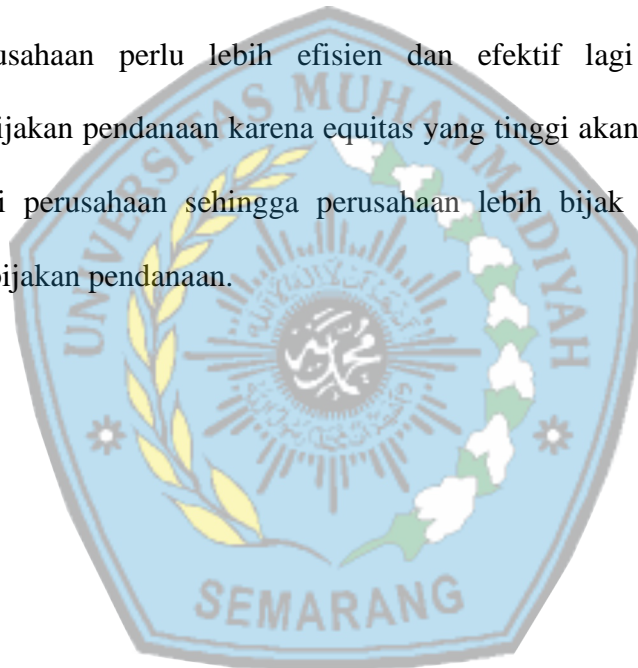 usahaan perlu lebih efisien dan efektif lagi
ijakan pendanaan karena equitas yang tinggi akan
i perusahaan sehingga perusahaan lebih bijak
bijakan pendanaan.
UNIVERSITAS MUHAMMADIYAH
SEMARANG